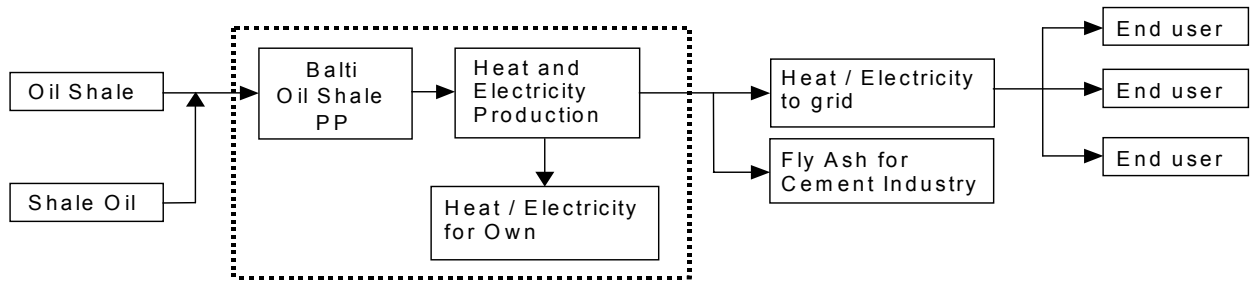 Oil Shale
Shale Oil
Balti
Oil Shale
PP
Heat and
Electricity
Production
Heat / Electricity
for Own
Heat / Electricity
to grid
Fly Ash for
Cement Industry
End user
End user
End user